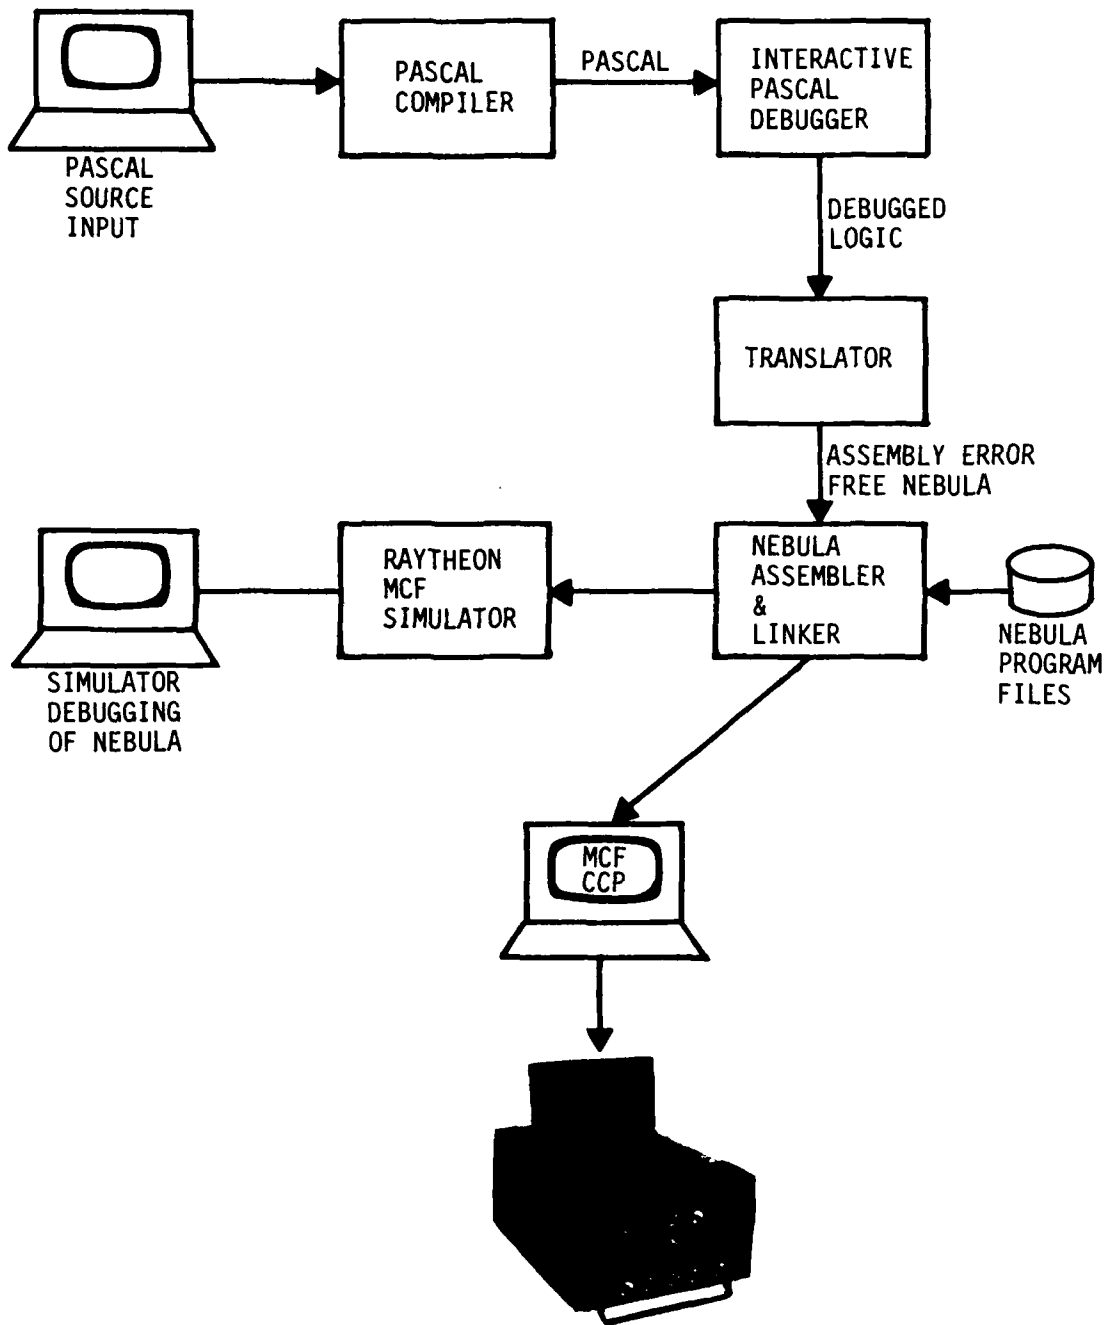 PASCAL
COMPILER
PASCAL
INTERACTIVE
PASCAL
DEBUGGER
PASCAL
SOURCE
INPUT
DEBUGGED
LOGIC
TRANSLATOR
ASSEMBLY ERROR
FREE NEBULA
RAYTHEON
MCF
SIMULATOR
NEBULA
ASSEMBLER
&
LINKER
NEBULA
PROGRAM
FILES
SIMULATOR
DEBUGGING
OF NEBULA
MCF
CCP